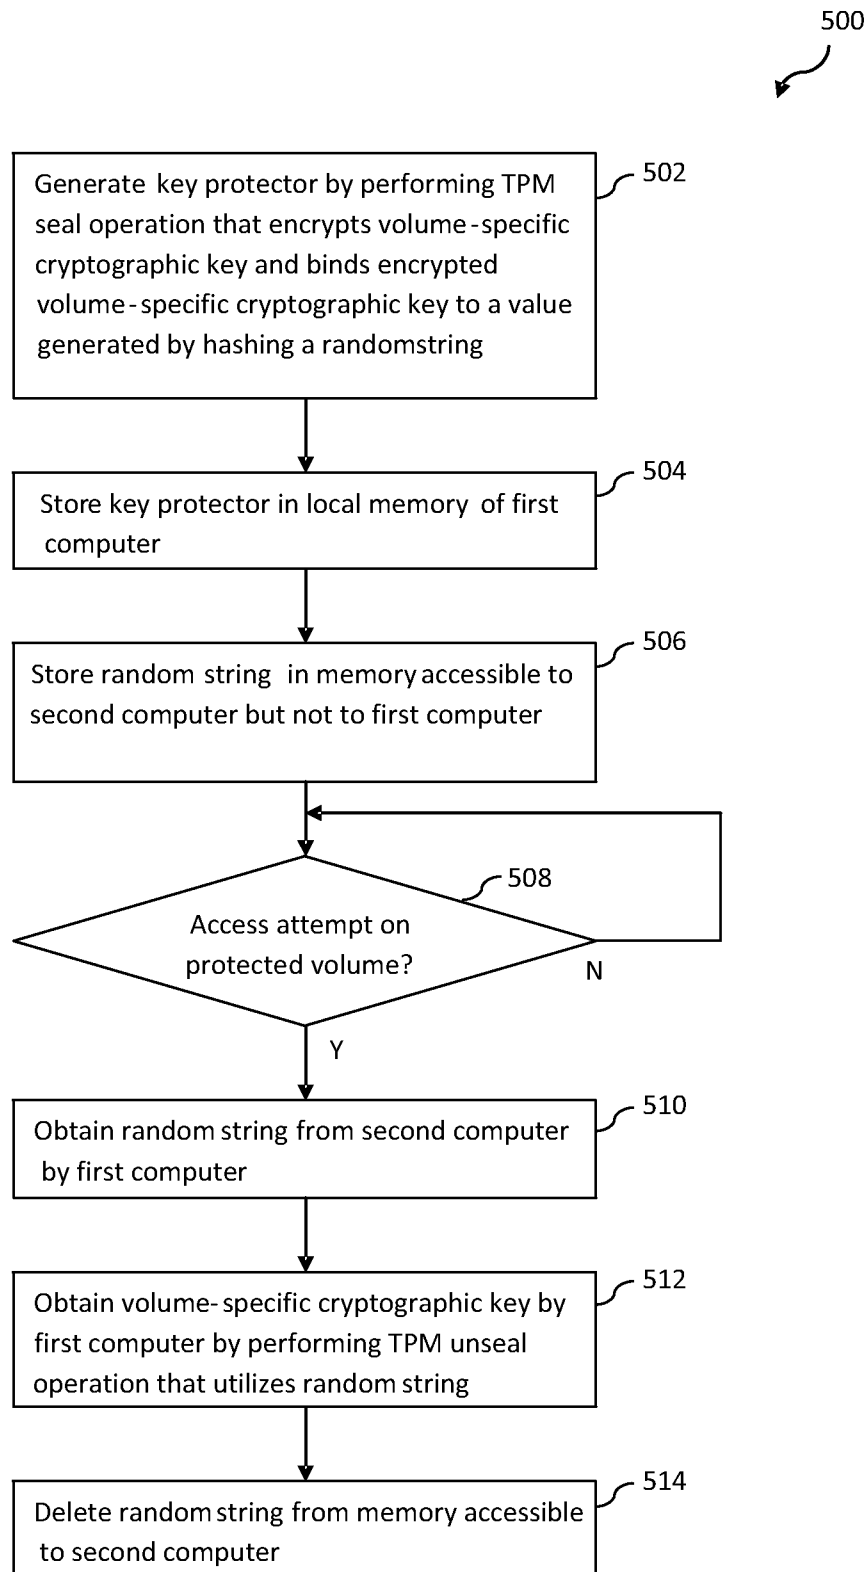 500
502
Generate key protector by performing TPM
seal operation that encrypts volume-specific
cryptographic key and binds encrypted
volume-specific cryptographic key to a value
generated by hashing a randomstring
504
Store key protector in local memory of first
computer
506
Store random string in memory accessible to
second computer but not to first computer
508
Access attempt on
protected volume?
N
Y
510
Obtain random string from second computer
by first computer
512
Obtain volume-specific cryptographic key by
first computer by performing TPM unseal
operation that utilizes random string
514
Delete random string from memory accessible
to second computer